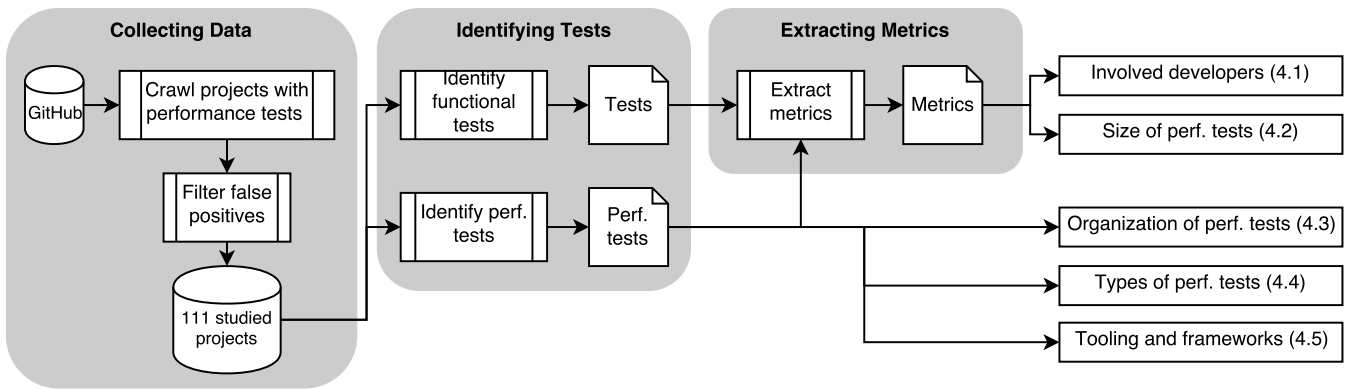 Collecting Data
GitHub
Crawl projects with
performance tests
Filter false
positives
111 studied
projects
Identifying Tests
Identify
functional
tests
Tests
Identify perf.
tests
Perf.
tests
Extracting Metrics
Extract
metrics
Metrics
Involved developers (4.1)
Size of perf. tests (4.2)
Organization of perf. tests (4.3)
Types of perf. tests (4.4)
Tooling and frameworks (4.5)